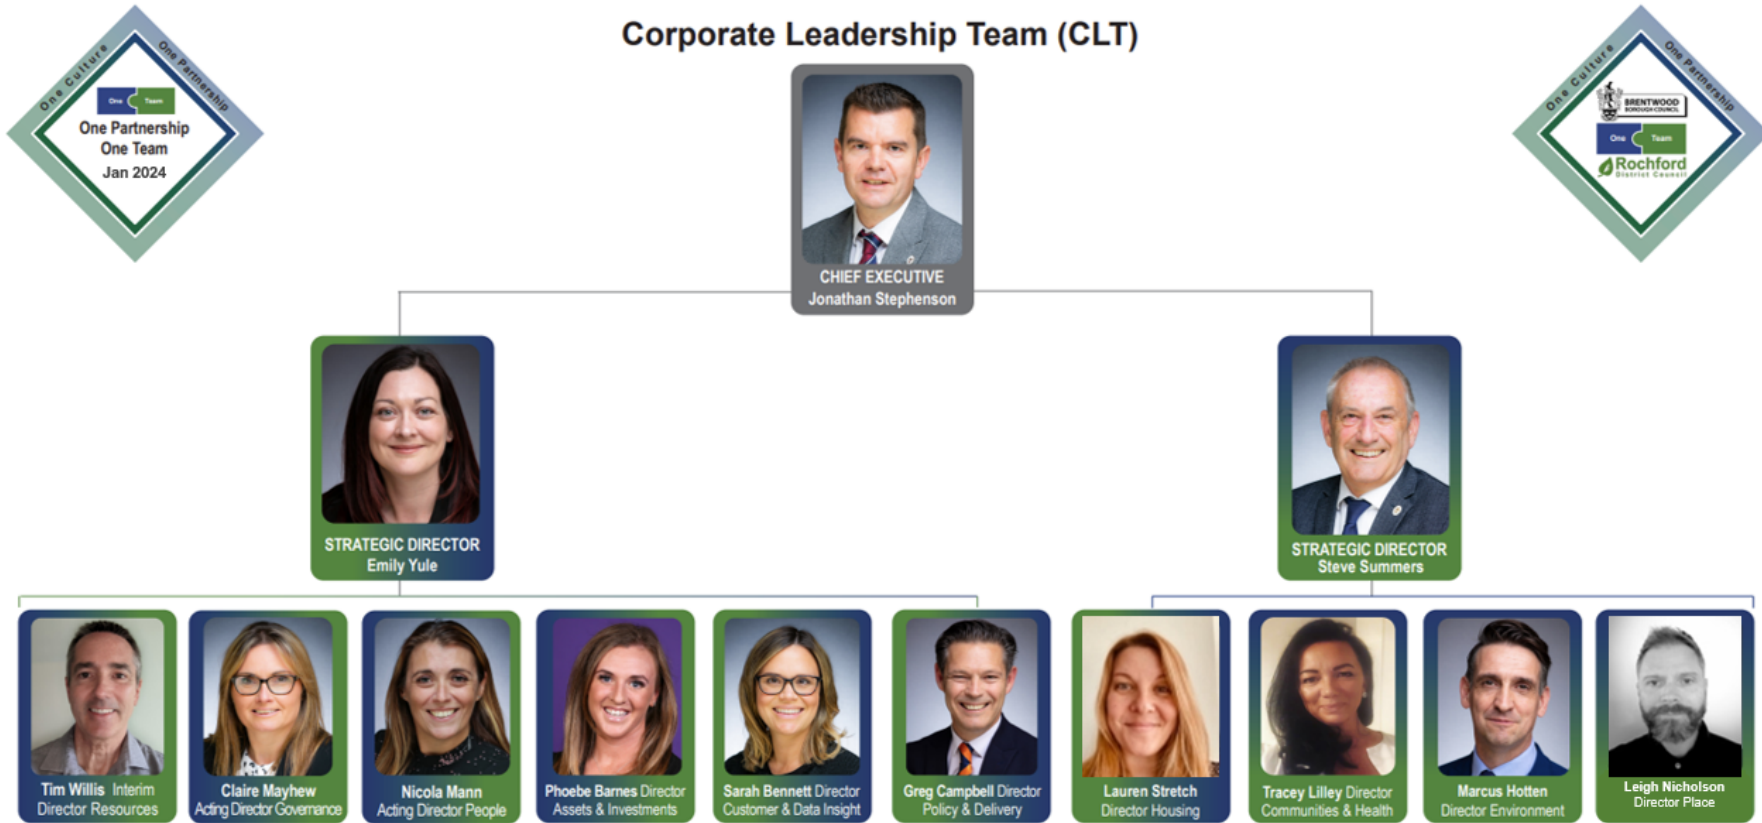 Corporate Leadership Team (CLT)
One Culture
One Partnership
One Team
One Partnership
One Team
Jan 2024
One Culture
One Partnership
BRENTWOOD
BOROUGH COUNCIL
One Team
Rochford
District Council
CHIEF EXECUTIVE
Jonathan Stephenson
STRATEGIC DIRECTOR
Emily Yule
STRATEGIC DIRECTOR
Steve Summers
Tim Willis Interim
Director Resources
Claire Mayhew
Acting Director Governance
Nicola Mann
Acting Director People
Phoebe Barnes Director
Assets & Investments
Sarah Bennett Director
Customer & Data Insight
Greg Campbell Director
Policy & Delivery
Lauren Stretch
Director Housing
Tracey Lilley Director
Communities & Health
Marcus Hotten
Director Environment
Leigh Nicholson
Director Place